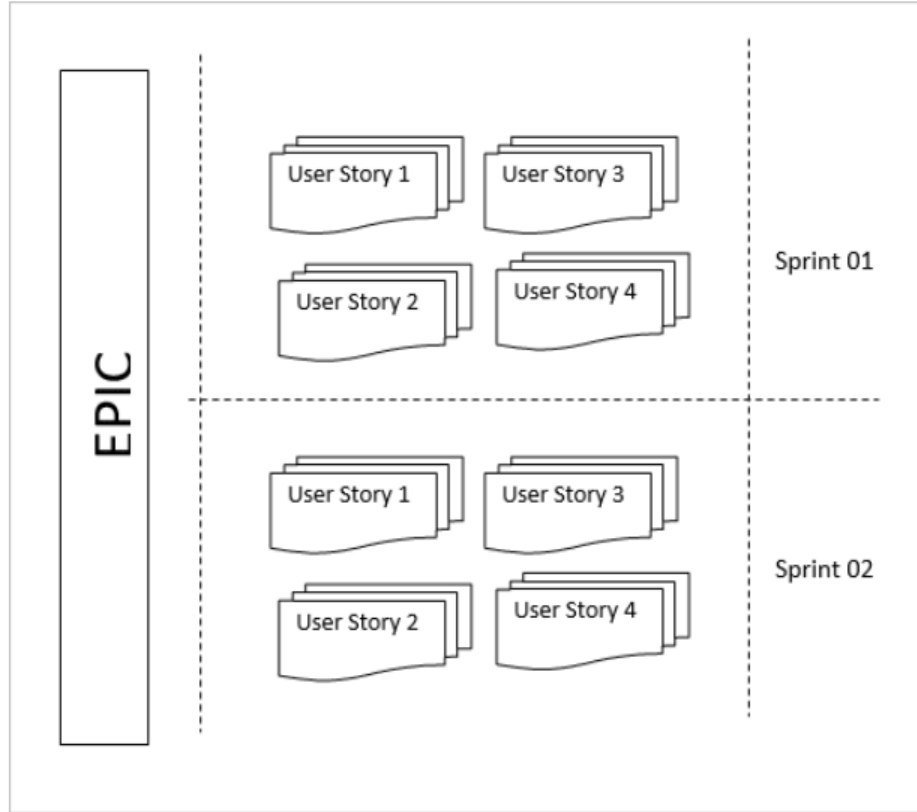 EPIC
User Story 1
User Story 3
User Story 2
User Story 4
Sprint 01
User Story 1
User Story 3
User Story 2
User Story 4
Sprint 02